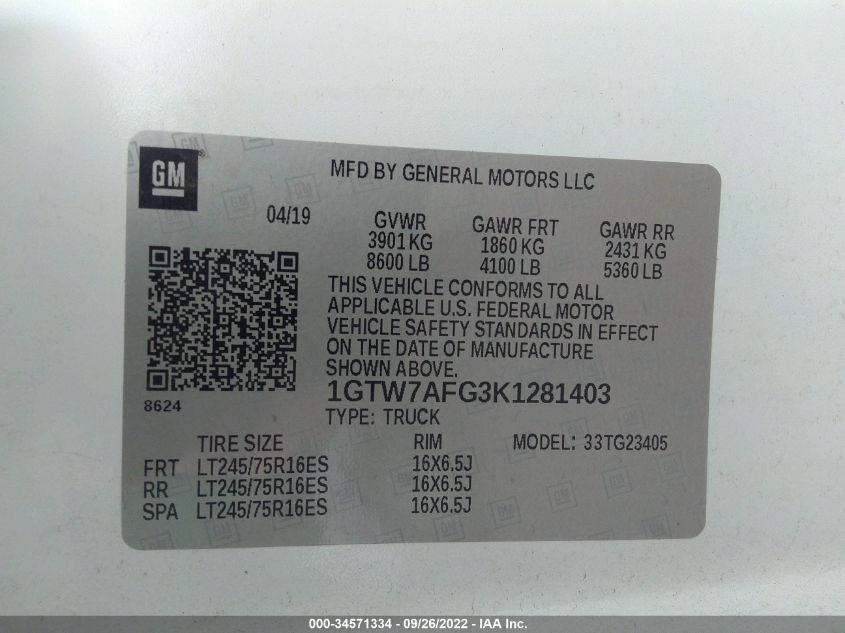 GM
MFD BY GENERAL MOTORS LLC
04/19 GVWR GAWR FRT GAWR RR
3901 KG 1860 KG 2431 KG
8600 LB 4100 LB 5360 LB
THIS VEHICLE CONFORMS TO ALL
APPLICABLE U.S. FEDERAL MOTOR
VEHICLE SAFETY STANDARDS IN EFFECT
ON THE DATE OF MANUFACTURE
SHOWN ABOVE.
1GTW7AFG3K1281403
8624
TYPE: TRUCK
TIRE SIZE RIM MODEL: 33TG23405
FRT LT245/75R16ES 16X6.5J
RR LT245/75R16ES 16X6.5J
SPA LT245/75R16ES 16X6.5J
000-34571334 - 09/26/2022 - IAA Inc.